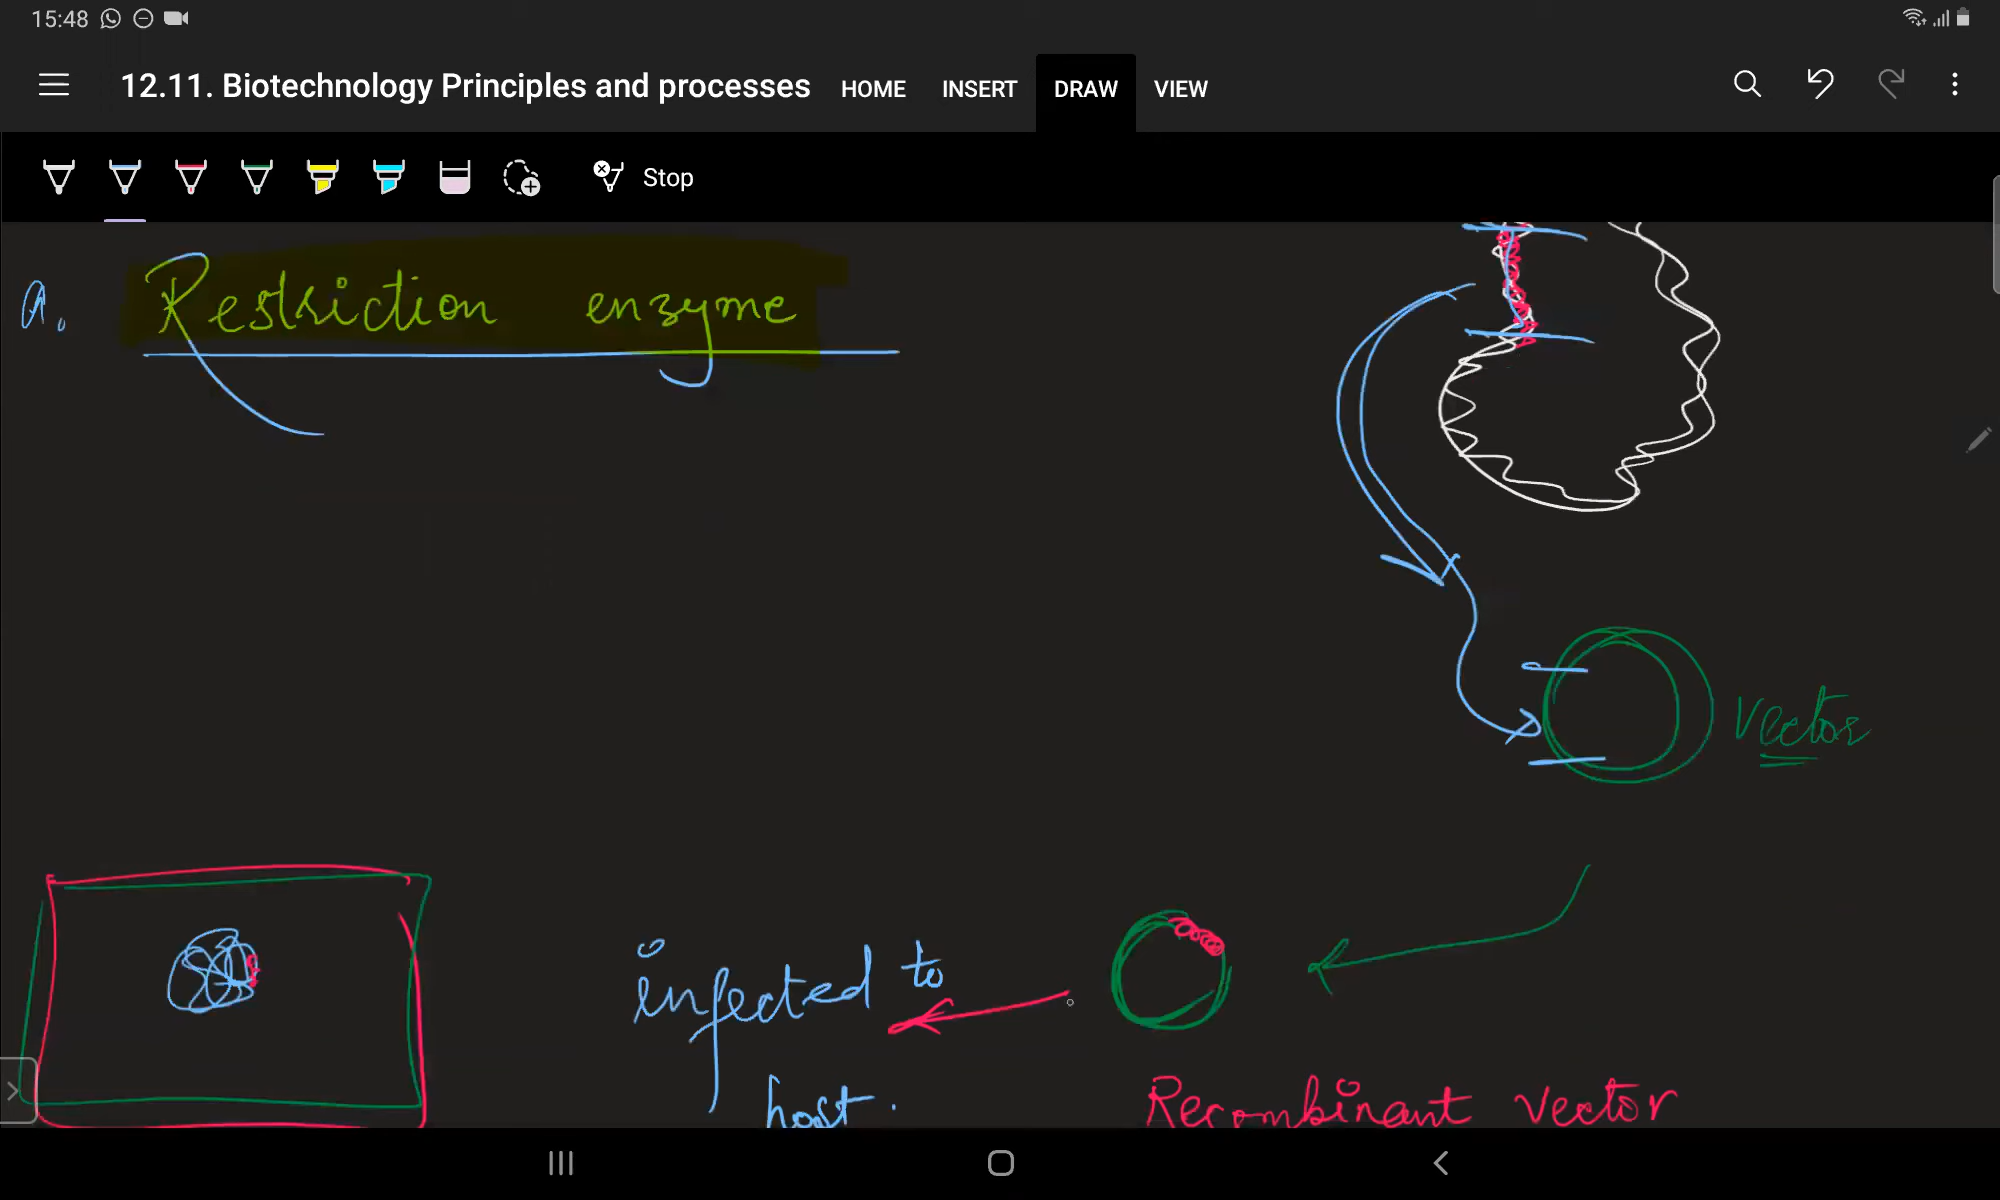 15:48
12.11. Biotechnology Principles and processes HOME INSERT DRAW VIEW
Stop
A. Restriction enzyme
vector
infected to
host.
Recombinant vector